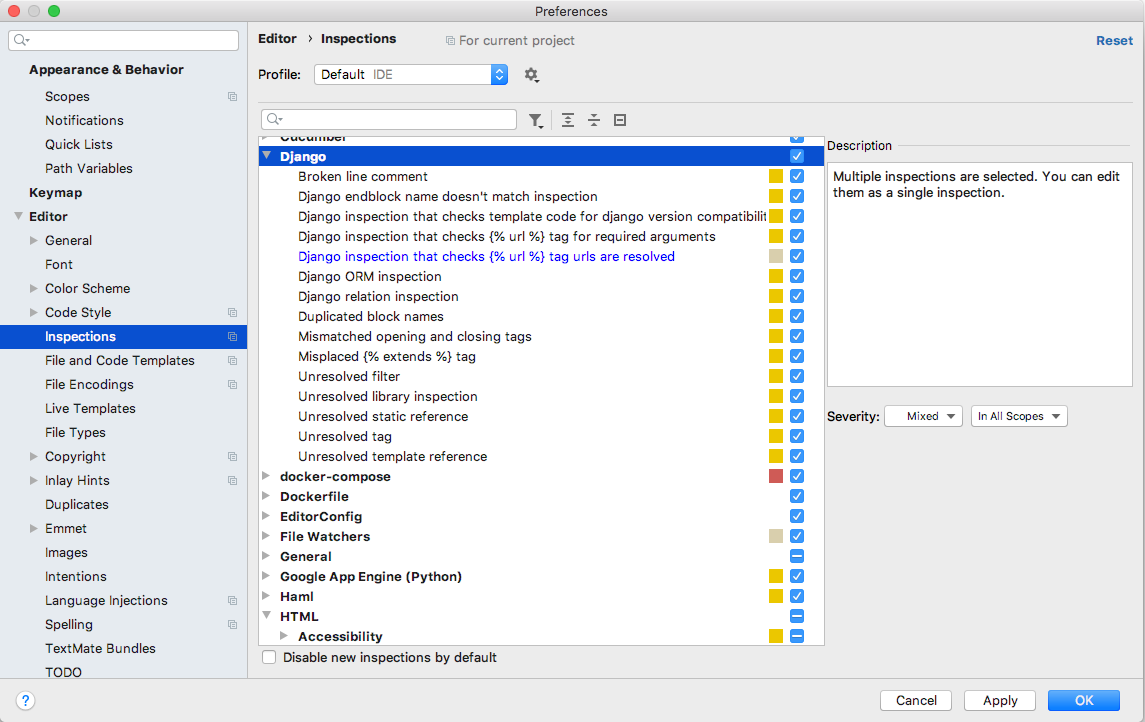 Preferences
Appearance & Behavior
Scopes
Notifications
Quick Lists
Path Variables
Keymap
Editor
General
Font
Color Scheme
Code Style
Inspections
File and Code Templates
File Encodings
Live Templates
File Types
Copyright
Inlay Hints
Duplicates
Emmet
Images
Intentions
Language Injections
Spelling
TextMate Bundles
TODO
Editor › Inspections For current project Reset
Profile: Default IDE
Cucumber
Django
Broken line comment
Django endblock name doesn't match inspection
Django inspection that checks template code for django version compatibilit
Django inspection that checks {% url %} tag for required arguments
Django inspection that checks {% url %} tag urls are resolved
Django ORM inspection
Django relation inspection
Duplicated block names
Mismatched opening and closing tags
Misplaced {% extends %} tag
Unresolved filter
Unresolved library inspection
Unresolved static reference
Unresolved tag
Unresolved template reference
docker-compose
Dockerfile
EditorConfig
File Watchers
General
Google App Engine (Python)
Haml
HTML
Accessibility
Disable new inspections by default
Description
Multiple inspections are selected. You can edit
them as a single inspection.
Severity: Mixed In All Scopes
? Cancel Apply OK